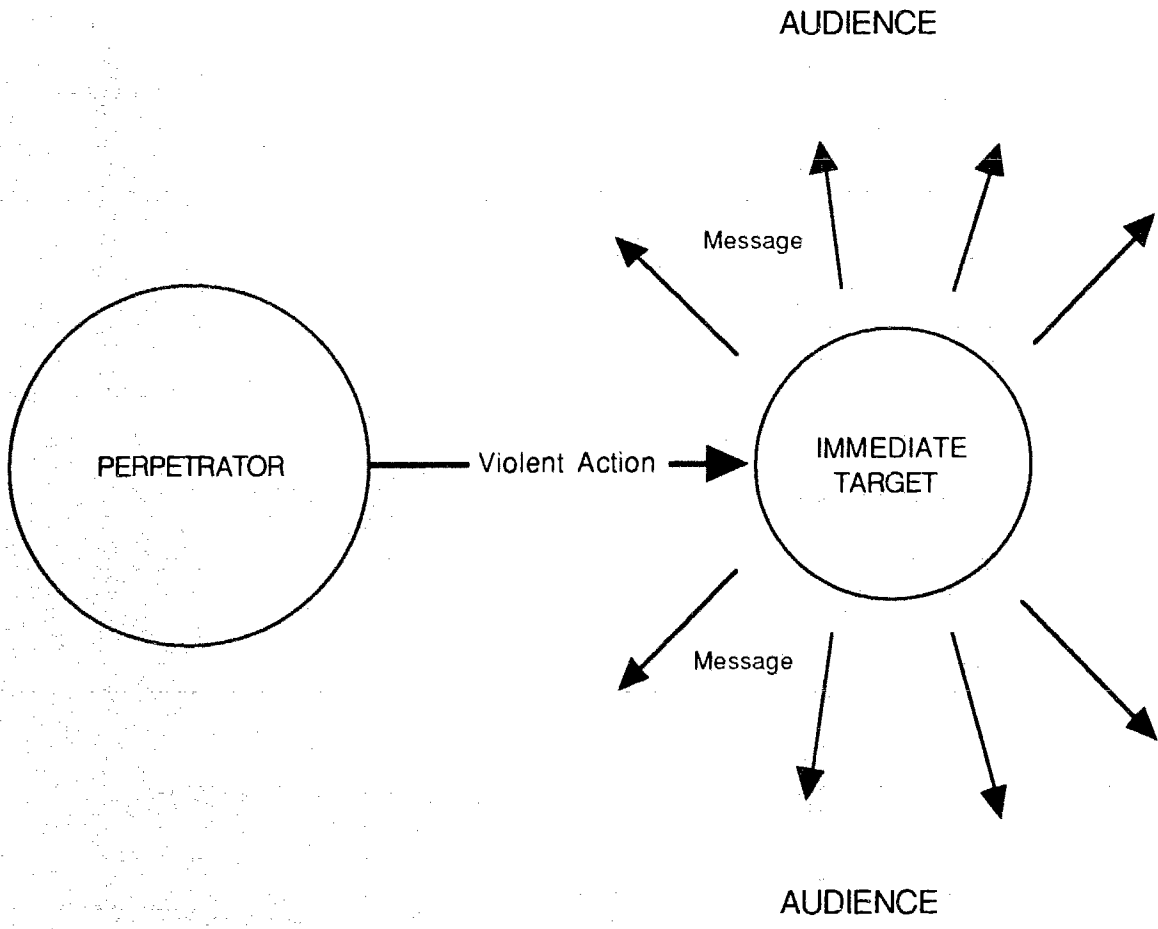 AUDIENCE
Message
PERPETRATOR
Violent Action
IMMEDIATE
TARGET
Message
AUDIENCE